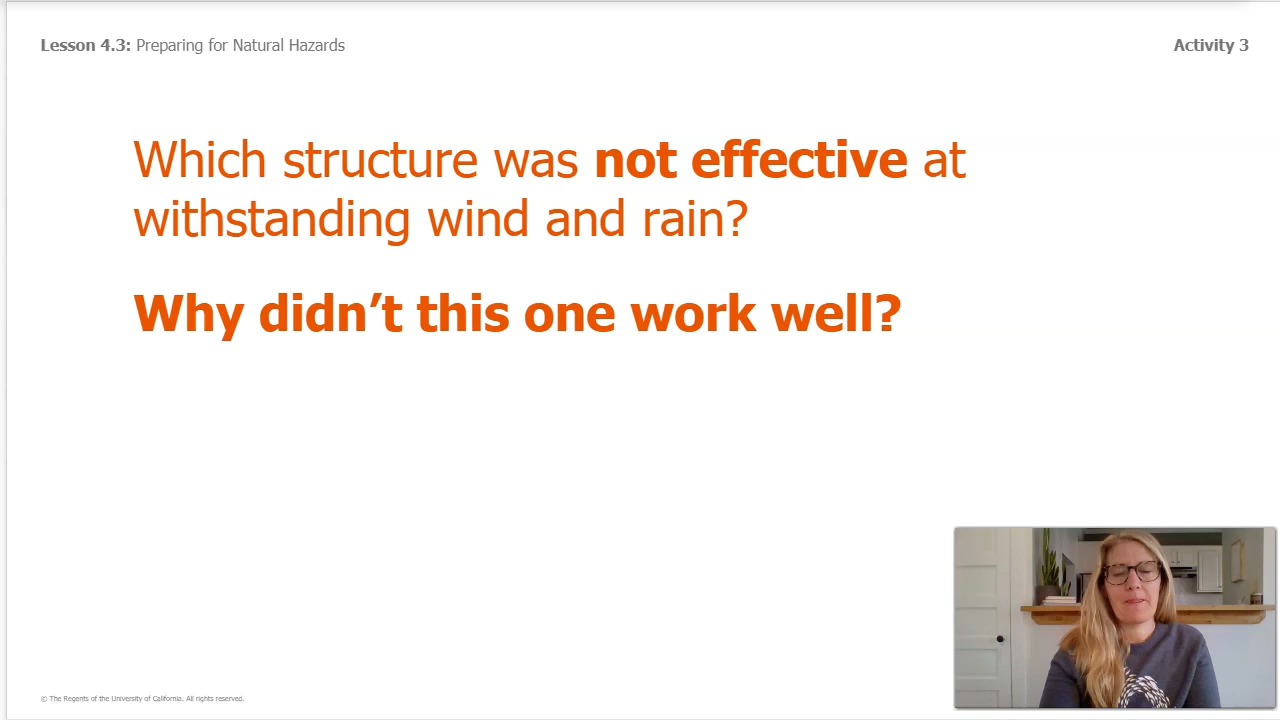 Lesson 4.3: Preparing for Natural Hazards
Activity 3
Which structure was not effective at
withstanding wind and rain?
Why didn’t this one work well?
© The Regents of the University of California. All rights reserved.